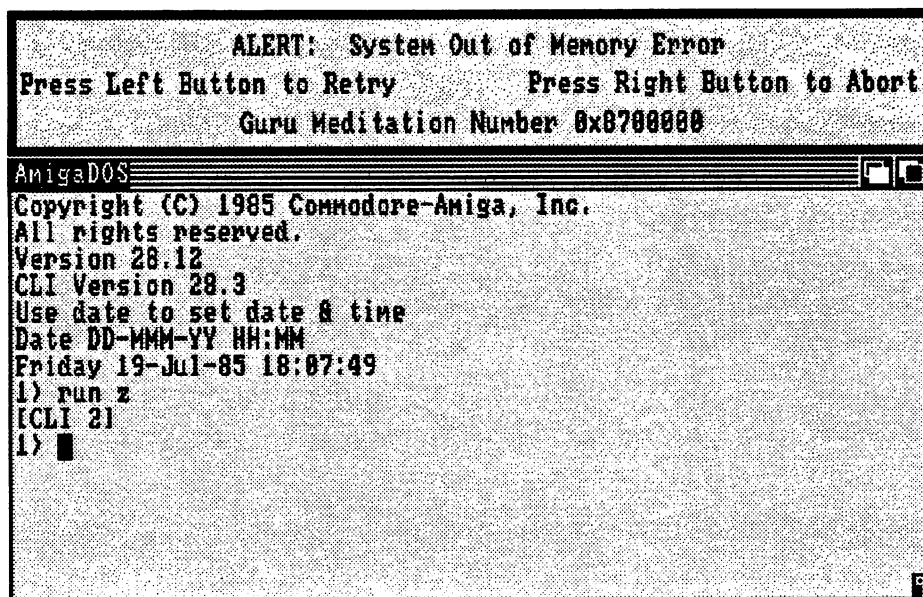 ALERT: System Out of Memory Error
Press Left Button to Retry Press Right Button to Abort
Guru Meditation Number 0x8700000
AmigaDOS
Copyright (C) 1985 Commodore-Amiga, Inc.
All rights reserved.
Version 28.12
CLI Version 28.3
Use date to set date & time
Date DD-MMM-YY HH:MM
Friday 19-Jul-85 18:07:49
1> run z
[CLI 2]
1>